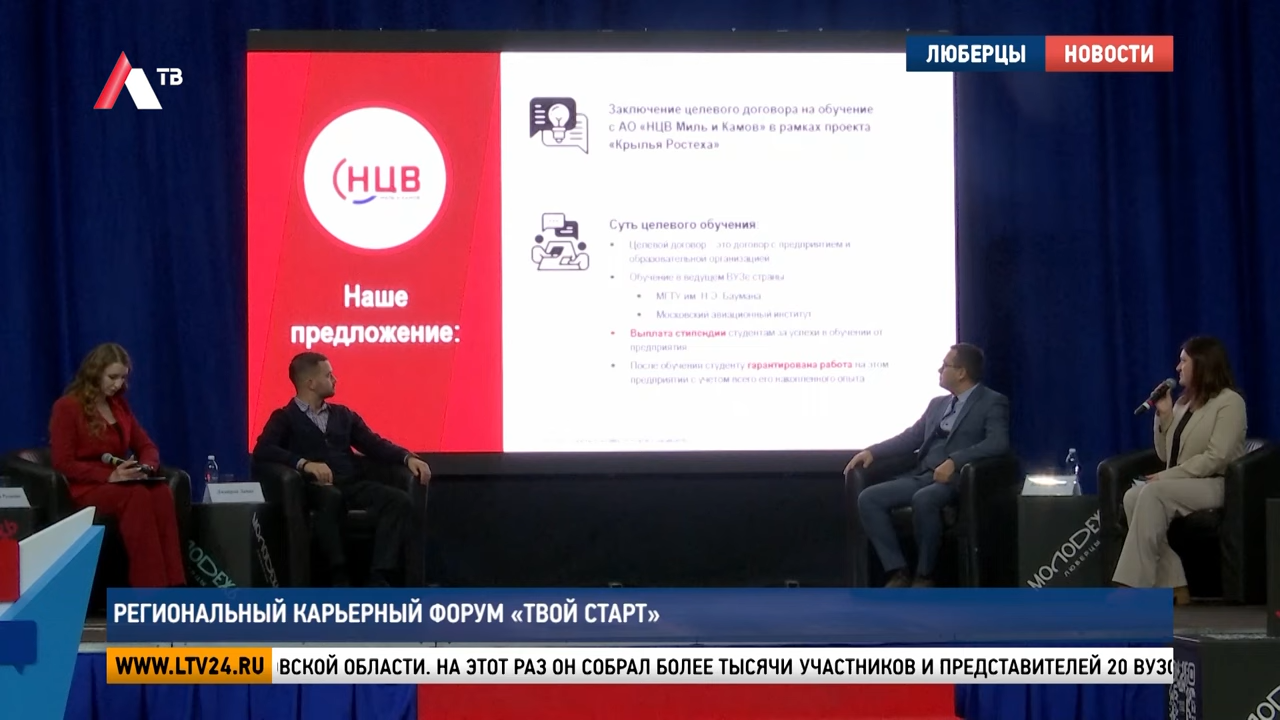 ЛЮБЕРЦЫ НОВОСТИ
ТВ
Заключение целевого договора на обучение
с АО «НЦВ Миль и Камов» в рамках проекта
«Крылья Ростеха»
НЦВ
Наше
предложение:
Суть целевого обучения
Целевой договор – это договор с предприятием и
образовательной организацией
Обучение в ведущем ВУЗе страны
МГТУ им. Н.Э. Баумана
Московский авиационный институт
Выплата стипендии студентам за успехи в обучении от
предприятия
После обучения студенту гарантирована работа на этом
предприятии с учетом всего его накопленного опыта
МОЛОДЕЖЬ
МОЛОДЕЖЬ
ЛЮБЕРЦЫ
РЕГИОНАЛЬНЫЙ КАРЬЕРНЫЙ ФОРУМ «ТВОЙ СТАРТ»
WWW.LTV24.RU
ОВСКОЙ ОБЛАСТИ. НА ЭТОТ РАЗ ОН СОБРАЛ БОЛЕЕ ТЫСЯЧИ УЧАСТНИКОВ И ПРЕДСТАВИТЕЛЕЙ 20 ВУЗО